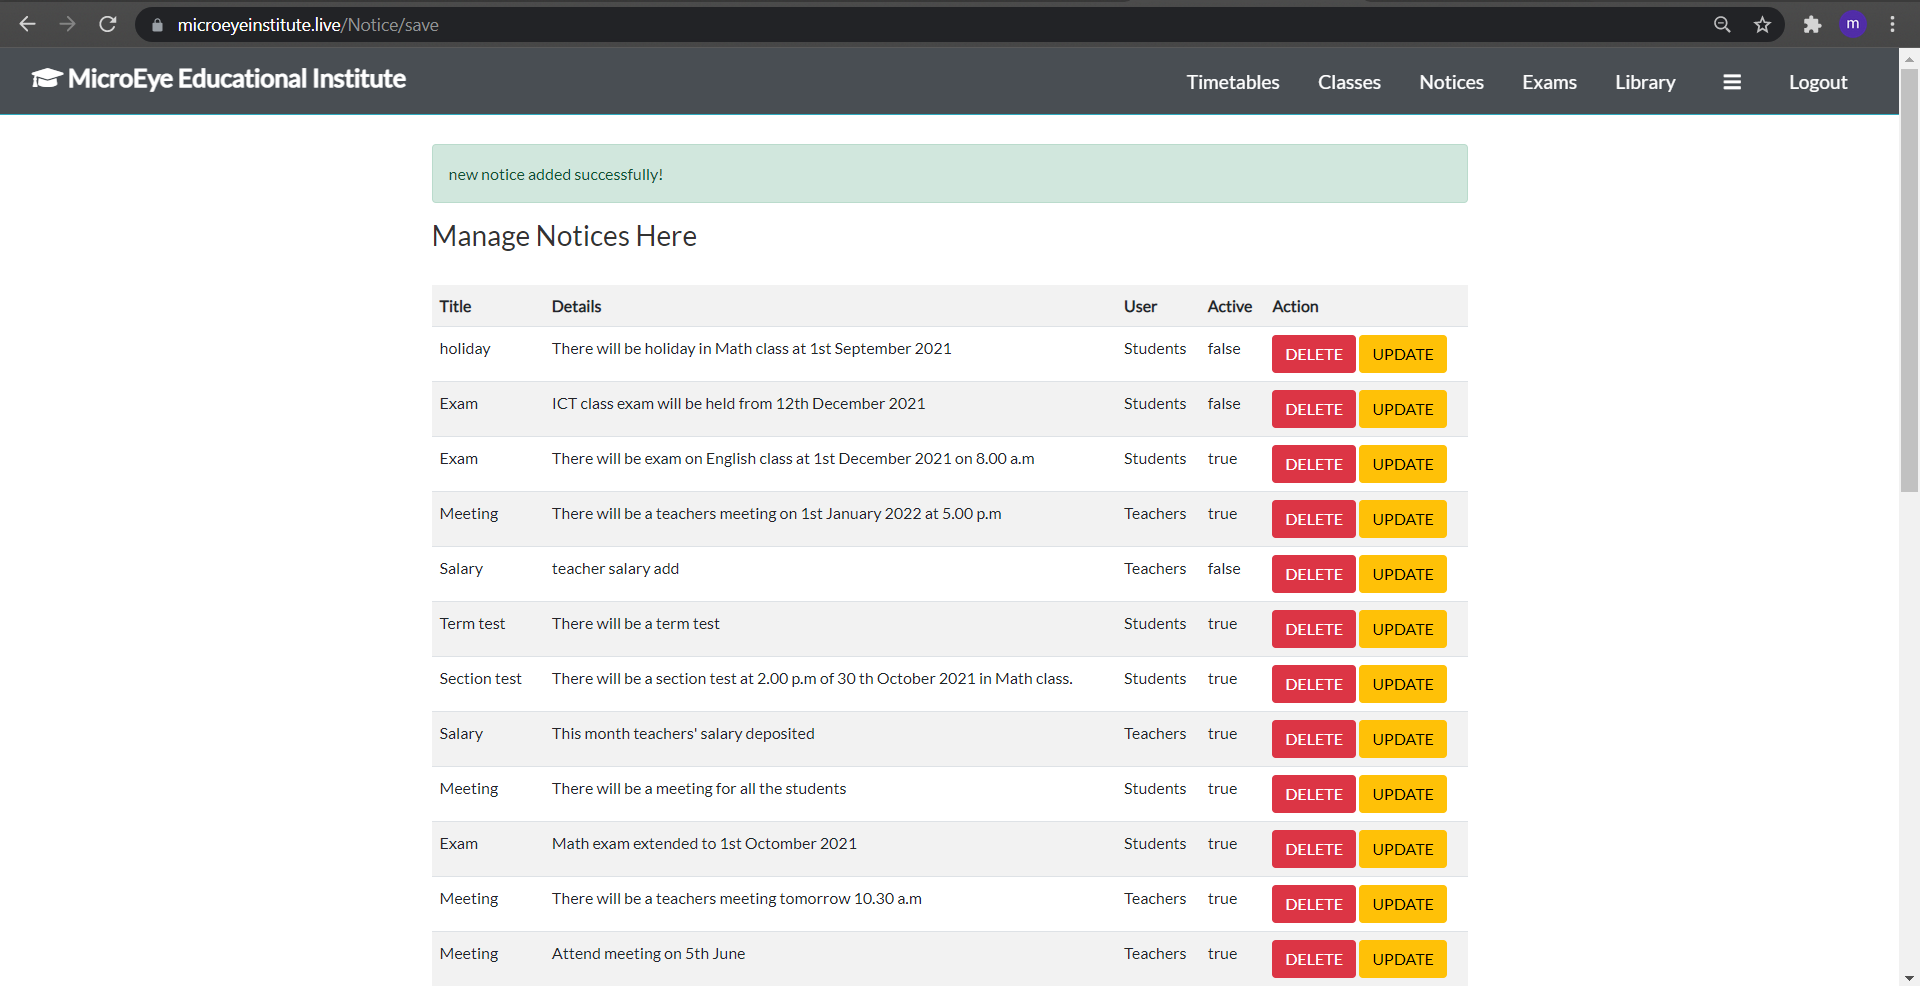 microeyeinstitute.live/Notice/save
m
MicroEye Educational Institute
Timetables Classes Notices Exams Library Logout
new notice added successfully!
Manage Notices Here
Title Details User Active Action
holiday There will be holiday in Math class at 1st September 2021 Students false DELETE UPDATE
Exam ICT class exam will be held from 12th December 2021 Students false DELETE UPDATE
Exam There will be exam on English class at 1st December 2021 on 8.00 a.m Students true DELETE UPDATE
Meeting There will be a teachers meeting on 1st January 2022 at 5.00 p.m Teachers true DELETE UPDATE
Salary teacher salary add Teachers false DELETE UPDATE
Term test There will be a term test Students true DELETE UPDATE
Section test There will be a section test at 2.00 p.m of 30 th October 2021 in Math class. Students true DELETE UPDATE
Salary This month teachers' salary deposited Teachers true DELETE UPDATE
Meeting There will be a meeting for all the students Students true DELETE UPDATE
Exam Math exam extended to 1st Octomber 2021 Students true DELETE UPDATE
Meeting There will be a teachers meeting tomorrow 10.30 a.m Teachers true DELETE UPDATE
Meeting Attend meeting on 5th June Teachers true DELETE UPDATE